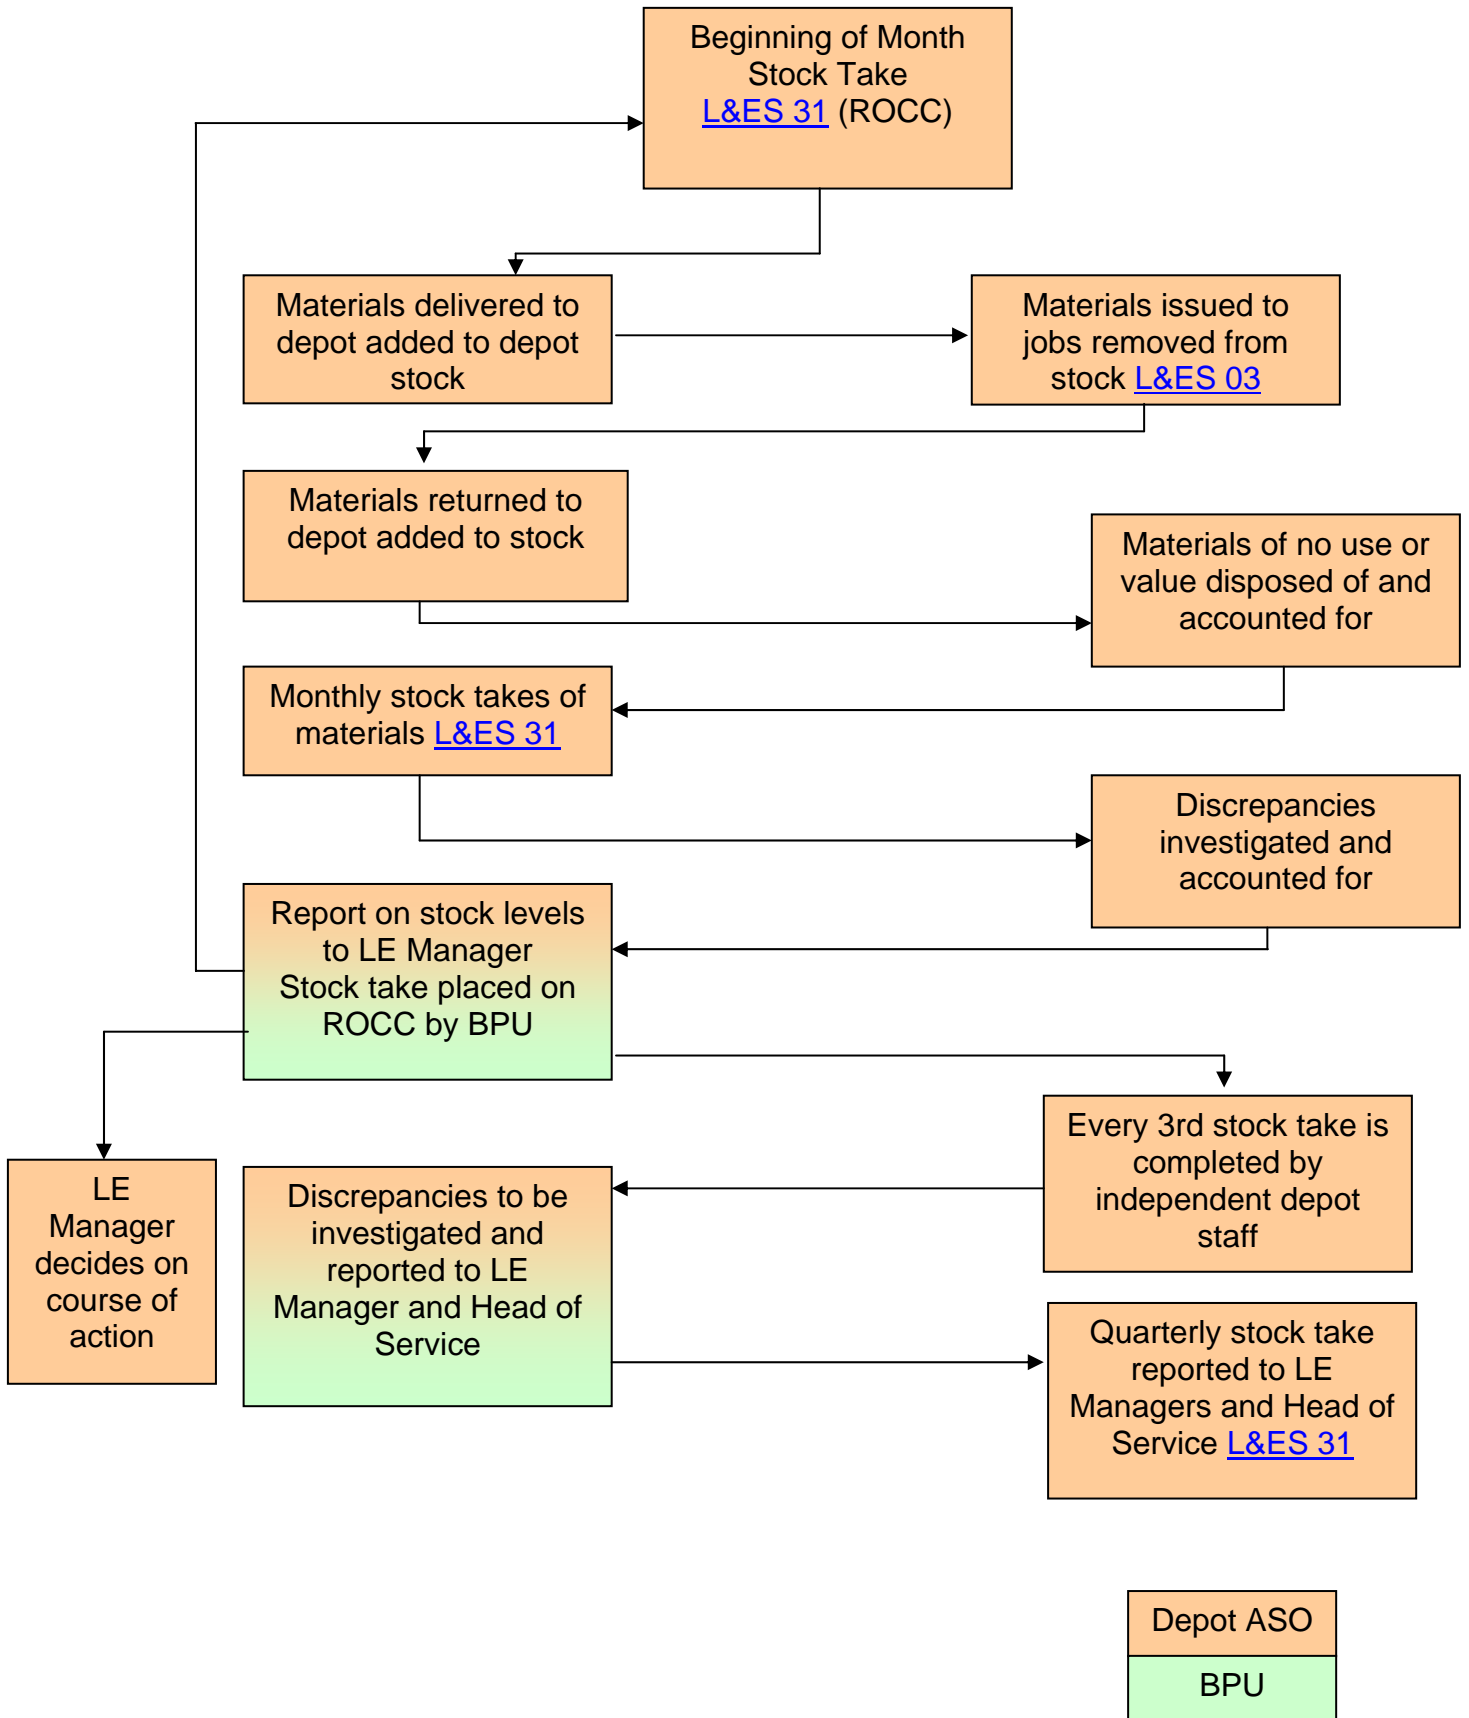 Beginning of Month
Stock Take
L&ES 31 (ROCC)
Materials delivered to
depot added to depot
stock
Materials issued to
jobs removed from
stock L&ES 03
Materials returned to
depot added to stock
Materials of no use or
value disposed of and
accounted for
Monthly stock takes of
materials L&ES 31
Discrepancies
investigated and
accounted for
Report on stock levels
to LE Manager
Stock take placed on
ROCC by BPU
Every 3rd stock take is
completed by
independent depot
staff
LE
Manager
decides on
course of
action
Discrepancies to be
investigated and
reported to LE
Manager and Head of
Service
Quarterly stock take
reported to LE
Managers and Head of
Service L&ES 31
Depot ASO
BPU